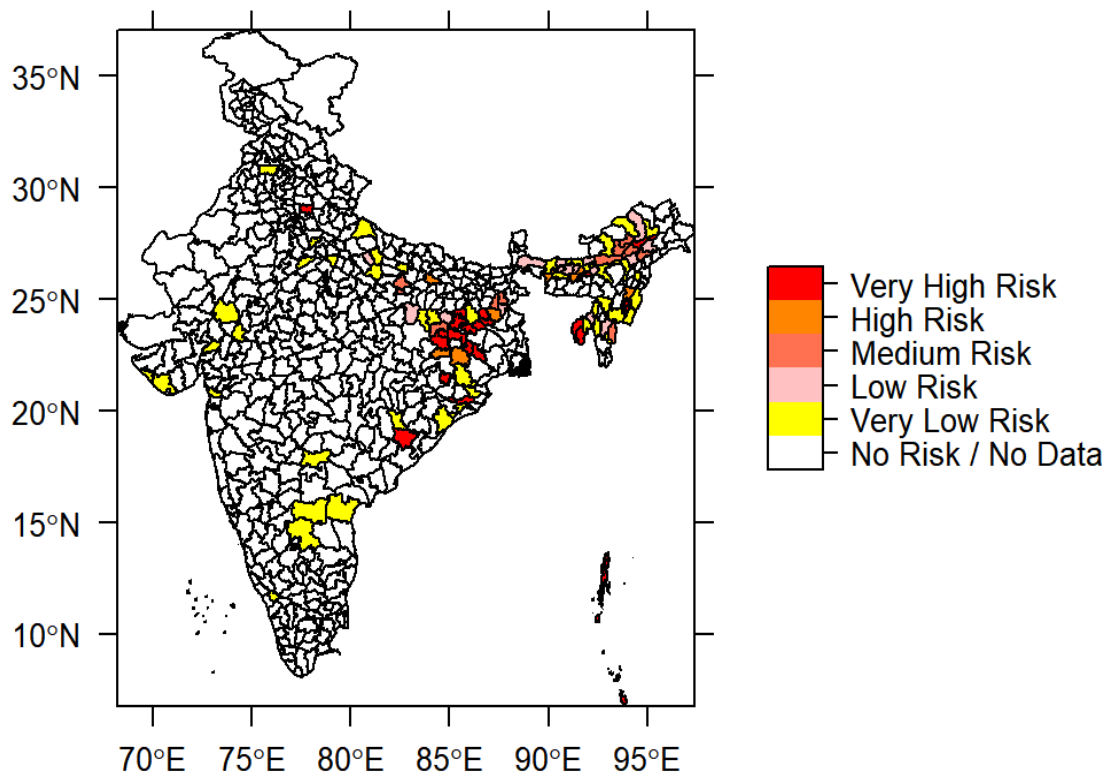 35°N
30°N
25°N
20°N
15°N
10°N
70°E 75°E 80°E 85°E 90°E 95°E
Very High Risk
High Risk
Medium Risk
Low Risk
Very Low Risk
No Risk / No Data